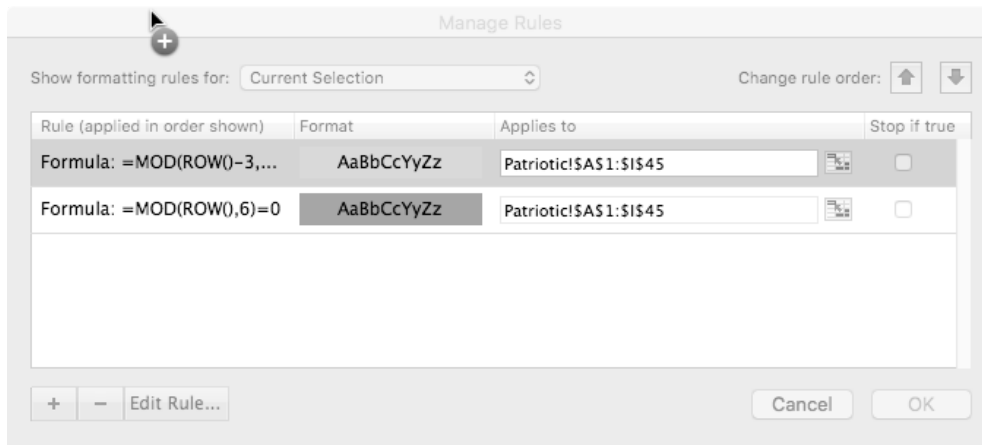 Manage Rules
Show formatting rules for: Current Selection Change rule order:
Rule (applied in order shown) Format Applies to Stop if true
Formula: =MOD(ROW()-3,... AaBbCcYyZz Patriotic!$A$1:$I$45
Formula: =MOD(ROW(),6)=0 AaBbCcYyZz Patriotic!$A$1:$I$45
+ − Edit Rule... Cancel OK